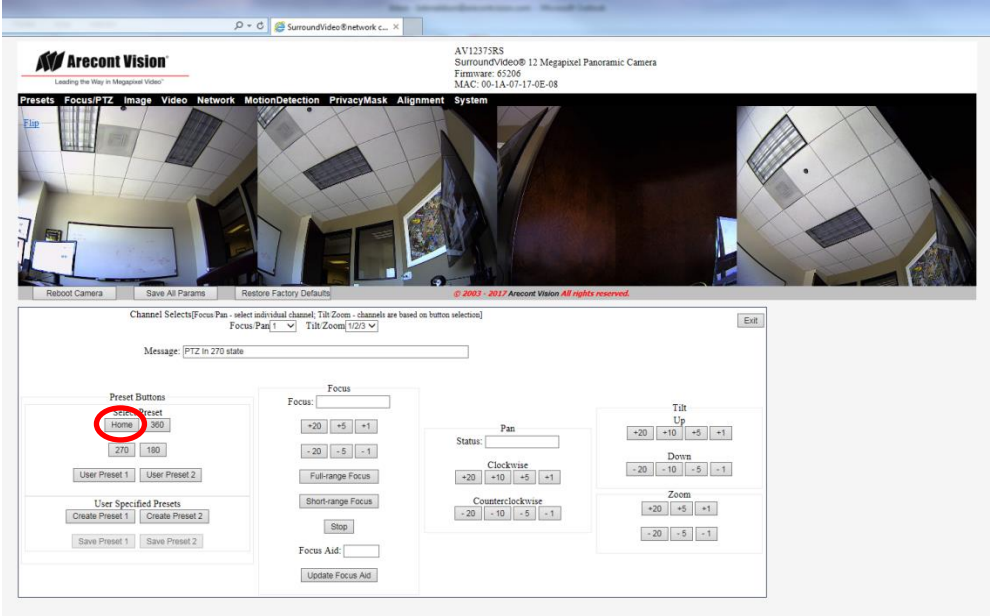 SurroundVideo®network c... ×
Arecont Vision®
Leading the Way in Megapixel Video™
AV12375RS
SurroundVideo® 12 Megapixel Panoramic Camera
Firmware: 65206
MAC: 00-1A-07-17-0E-08
Presets Focus/PTZ Image Video Network MotionDetection PrivacyMask Alignment System
Flip
Reboot Camera Save All Params Restore Factory Defaults © 2003 - 2017 Arecont Vision All rights reserved.
Channel Selects[Focus/Pan - select individual channel; Tilt/Zoom - channels are based on button selection]
Focus/Pan 1 Tilt/Zoom 1/2/3
Exit
Message: PTZ In 270 state
Preset Buttons
Select Preset
Home 360
270 180
User Preset 1 User Preset 2
User Specified Presets
Create Preset 1 Create Preset 2
Save Preset 1 Save Preset 2
Focus
Focus:
+20 +5 +1
- 20 - 5 - 1
Full-range Focus
Short-range Focus
Stop
Focus Aid:
Update Focus Aid
Pan
Status:
Clockwise
+20 +10 +5 +1
Counterclockwise
- 20 - 10 - 5 - 1
Tilt
Up
+20 +10 +5 +1
Down
- 20 - 10 - 5 - 1
Zoom
+20 +5 +1
- 20 - 5 - 1